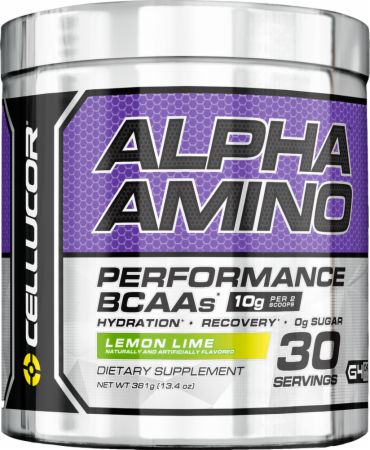 CELLUCOR®
ALPHA
AMINO
PERFORMANCE
BCAAs* 10g PER 2 SCOOPS
HYDRATION* • RECOVERY* • 0g SUGAR
LEMON LIME
NATURALLY AND ARTIFICIALLY FLAVORED
30
SERVINGS
DIETARY SUPPLEMENT
NET WT 381g (13.4 oz)
G4